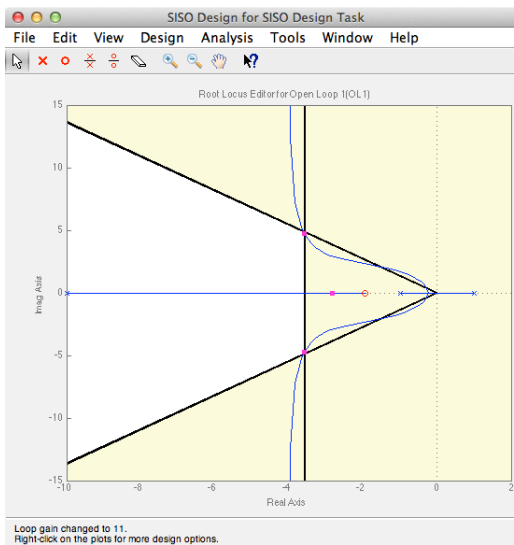 SISO Design for SISO Design Task
File Edit View Design Analysis Tools Window Help
Root Locus Editor for Open Loop 1(OL1)
15
10
5
0
-5
-10
-15
Imag Axis
-10 -8 -6 -4 -2 0 2
Real Axis
Loop gain changed to 11.
Right-click on the plots for more design options.